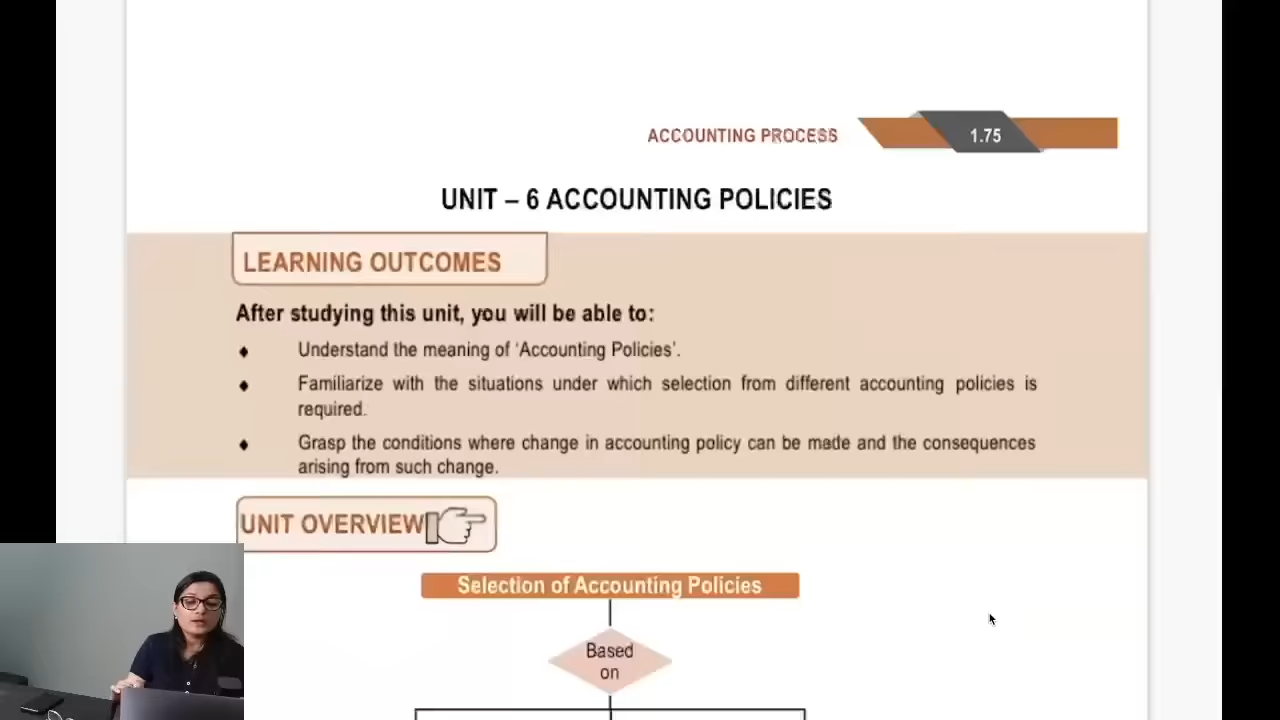 ACCOUNTING PROCESS
1.75
UNIT – 6 ACCOUNTING POLICIES
LEARNING OUTCOMES
After studying this unit, you will be able to:
♦ Understand the meaning of ‘Accounting Policies’.
♦ Familiarize with the situations under which selection from different accounting policies is
required.
♦ Grasp the conditions where change in accounting policy can be made and the consequences
arising from such change.
UNIT OVERVIEW
Selection of Accounting Policies
Based
on